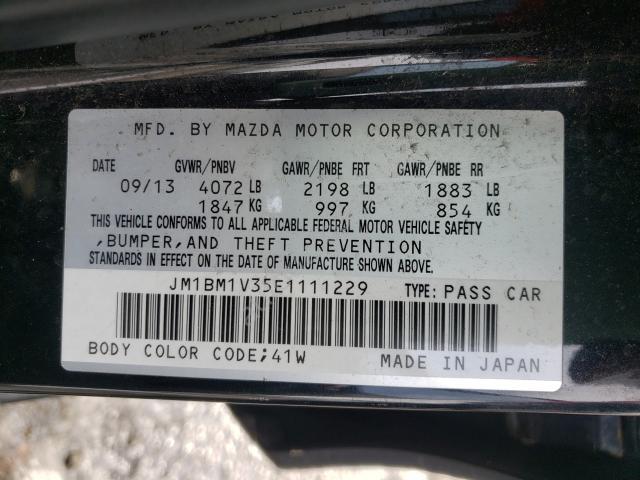 MFD. BY MAZDA MOTOR CORPORATION
DATE GVWR/PNBV GAWR/PNBE FRT GAWR/PNBE RR
09/13 4072 LB 2198 LB 1883 LB
1847 KG 997 KG 854 KG
THIS VEHICLE CONFORMS TO ALL APPLICABLE FEDERAL MOTOR VEHICLE SAFETY
,BUMPER,AND THEFT PREVENTION
STANDARDS IN EFFECT ON THE DATE OF MANUFACTURE SHOWN ABOVE.
JM1BM1V35E1111229 TYPE: PASS CAR
BODY COLOR CODE;41W MADE IN JAPAN